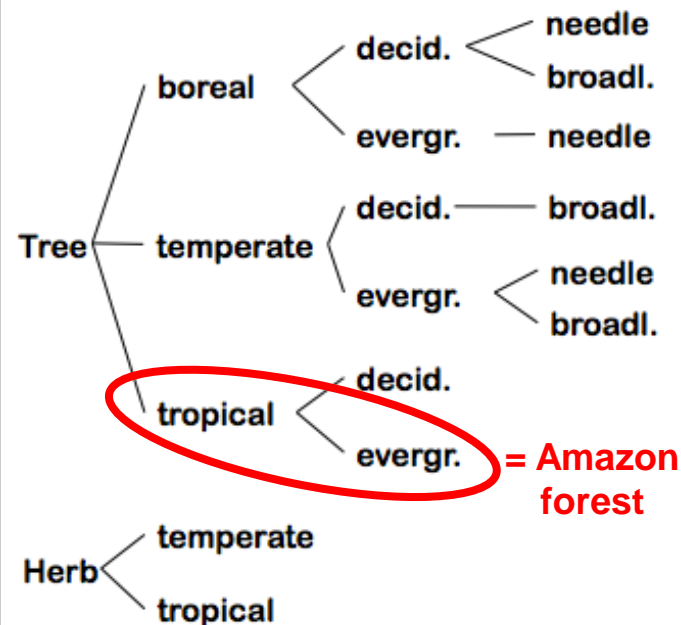 needle
decid.
broadl.
boreal
evergr.
needle
decid.
broadl.
Tree
temperate
needle
evergr.
broadl.
decid.
tropical
evergr.
= Amazon
forest
temperate
Herb
tropical